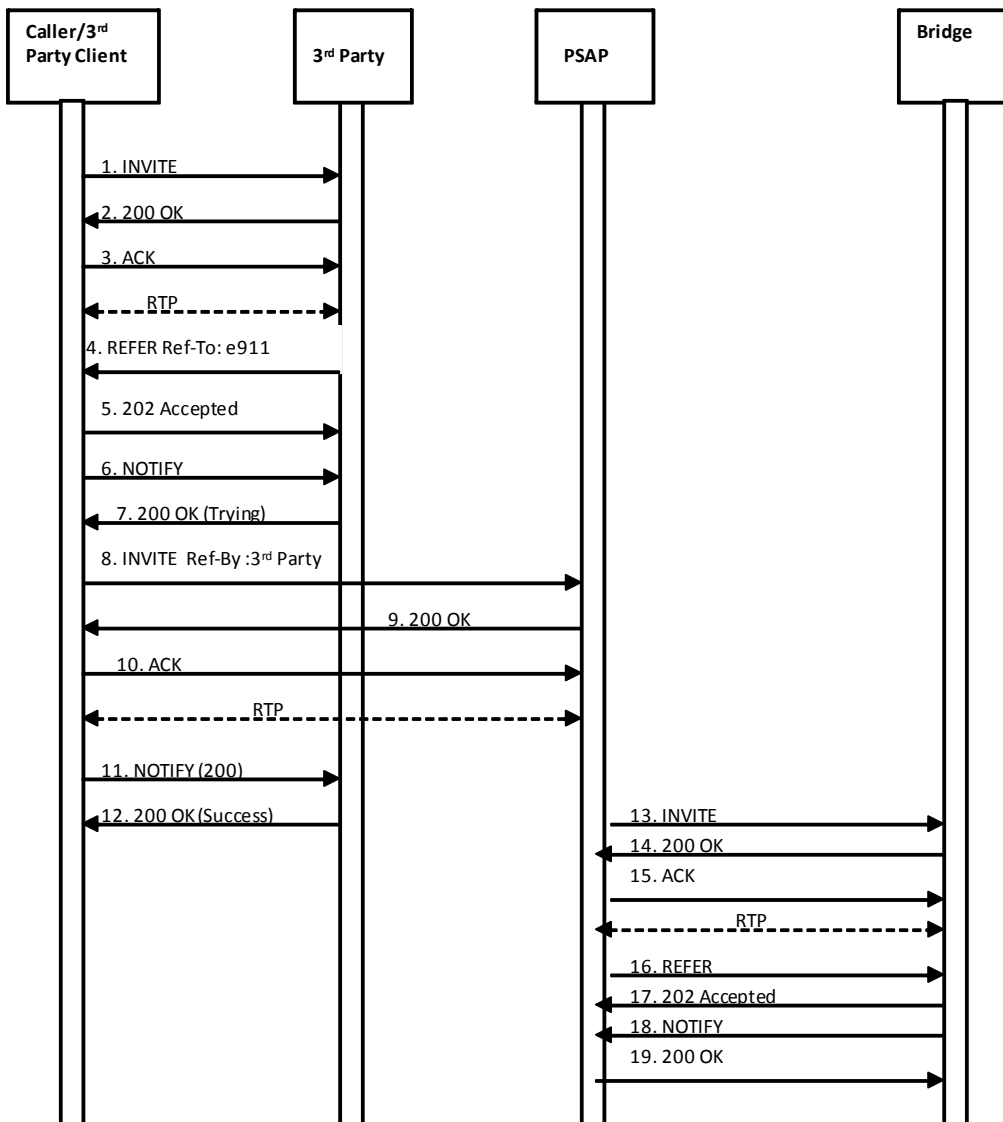 Caller/3rd
Party Client
3rd Party
PSAP
Bridge
1. INVITE
2. 200 OK
3. ACK
RTP
4. REFER Ref-To: e911
5. 202 Accepted
6. NOTIFY
7. 200 OK (Trying)
8. INVITE Ref-By :3rd Party
9. 200 OK
10. ACK
RTP
11. NOTIFY (200)
12. 200 OK (Success)
13. INVITE
14. 200 OK
15. ACK
RTP
16. REFER
17. 202 Accepted
18. NOTIFY
19. 200 OK